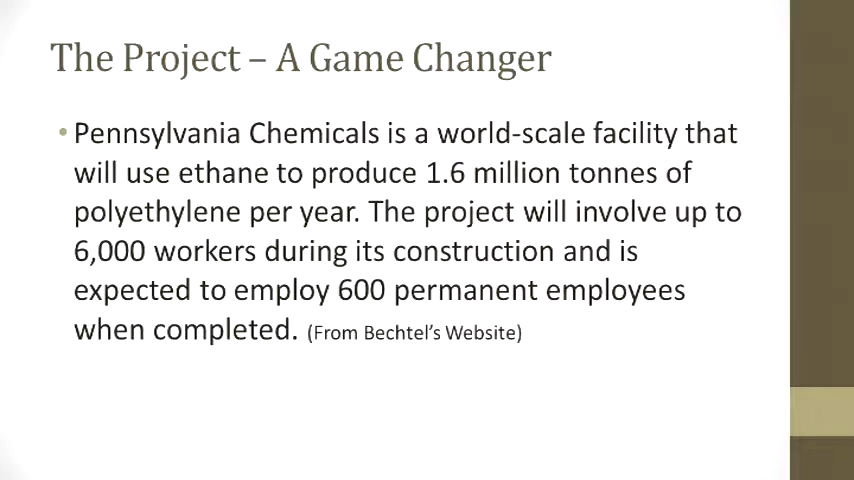 The Project – A Game Changer
• Pennsylvania Chemicals is a world-scale facility that
will use ethane to produce 1.6 million tonnes of
polyethylene per year. The project will involve up to
6,000 workers during its construction and is
expected to employ 600 permanent employees
when completed. (From Bechtel’s Website)